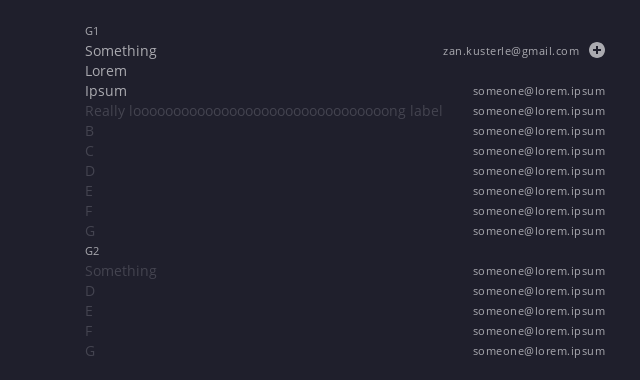 G1
Something zan.kusterle@gmail.com
Lorem
Ipsum someone@lorem.ipsum
Really loooooooooooooooooooooooooooooooong label someone@lorem.ipsum
B someone@lorem.ipsum
C someone@lorem.ipsum
D someone@lorem.ipsum
E someone@lorem.ipsum
F someone@lorem.ipsum
G someone@lorem.ipsum
G2
Something someone@lorem.ipsum
D someone@lorem.ipsum
E someone@lorem.ipsum
F someone@lorem.ipsum
G someone@lorem.ipsum